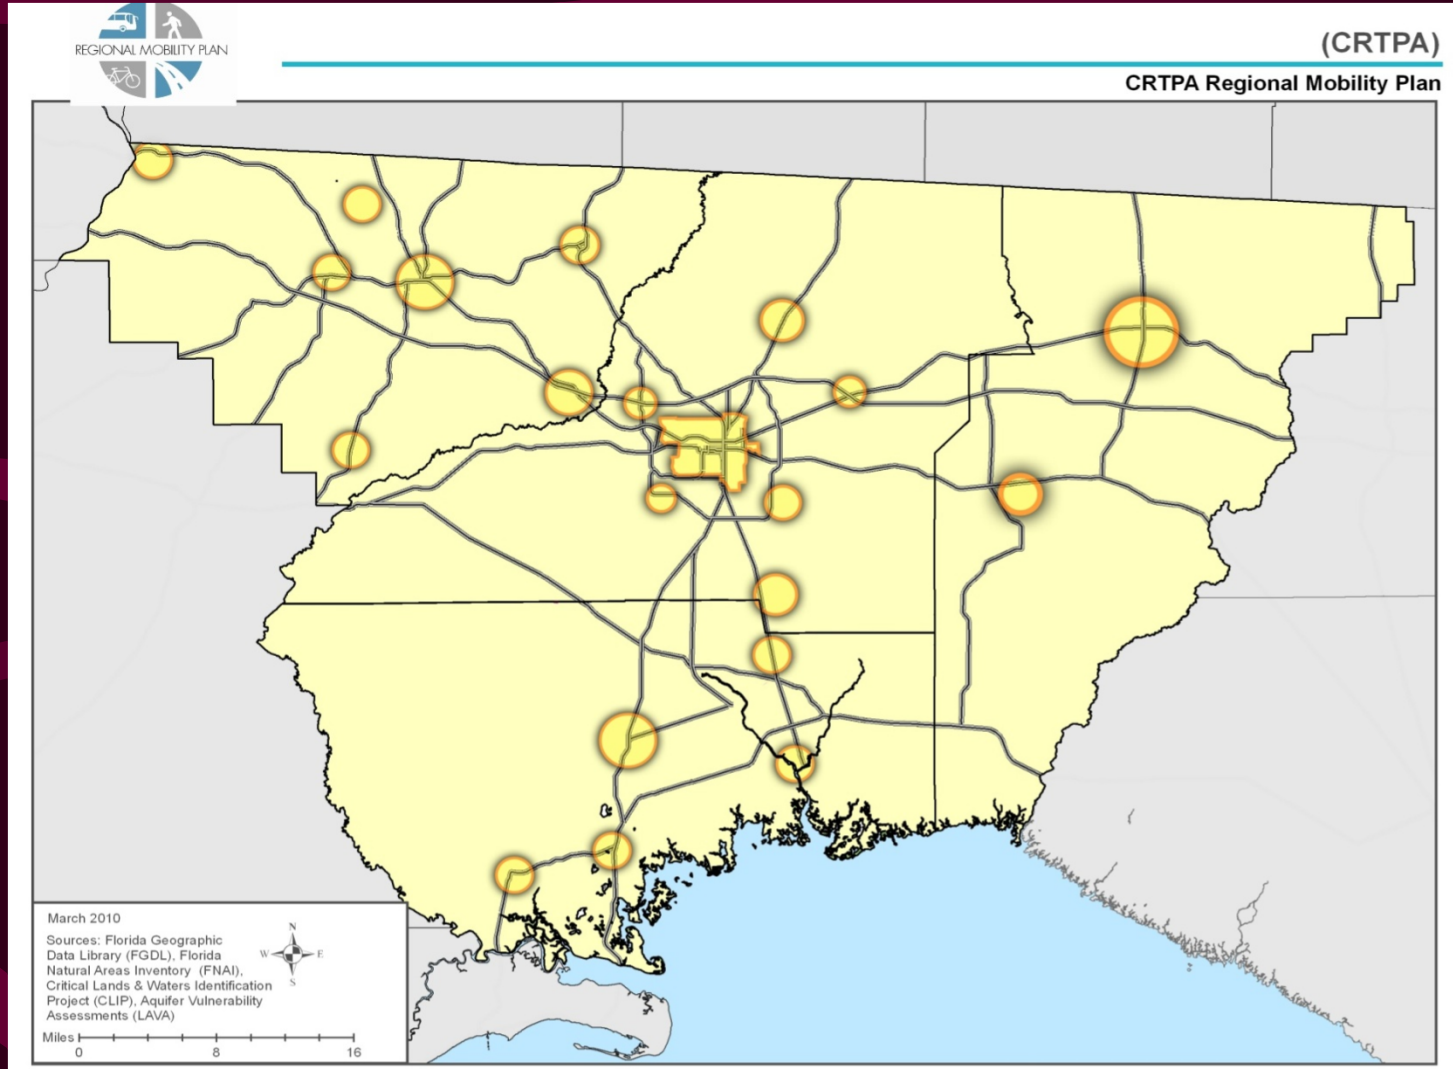 REGIONAL MOBILITY PLAN
(CRTPA)
CRTPA Regional Mobility Plan
March 2010
Sources: Florida Geographic
Data Library (FGDL), Florida
Natural Areas Inventory (FNAI),
Critical Lands & Waters Identification
Project (CLIP), Aquifer Vulnerability
Assessments (LAVA)
N
W E
S
Miles
0 8 16